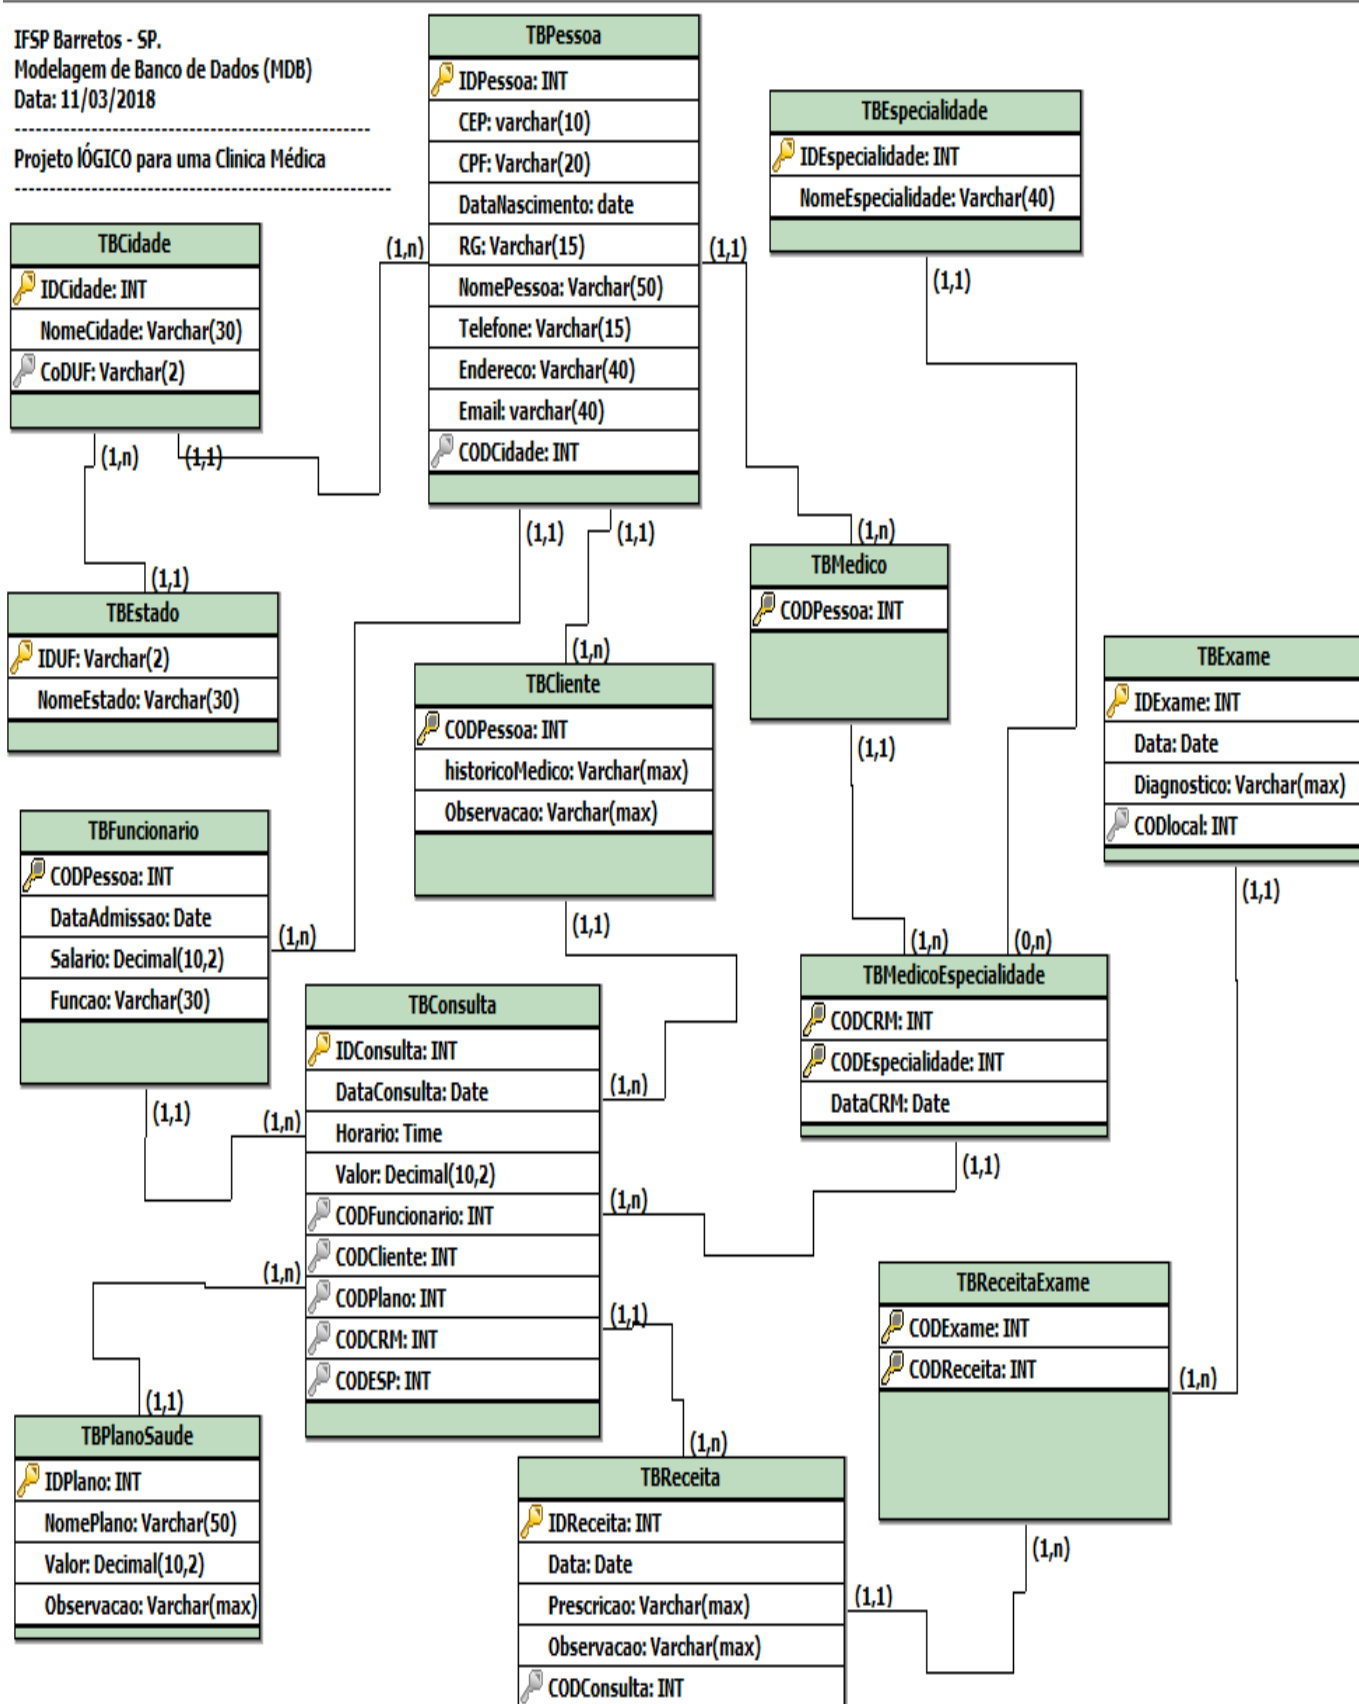 IFSP Barretos - SP.
Modelagem de Banco de Dados (MDB)
Data: 11/03/2018
--------------------------------------------------
Projeto lÓGICO para uma Clinica Médica
-----------------------------------------------------
TBPessoa
IDPessoa: INT
CEP: varchar(10)
CPF: Varchar(20)
DataNascimento: date
RG: Varchar(15)
NomePessoa: Varchar(50)
Telefone: Varchar(15)
Endereco: Varchar(40)
Email: varchar(40)
CODCidade: INT
(1,n)
(1,1)
(1,1)
(1,1)
TBEspecialidade
IDEspecialidade: INT
NomeEspecialidade: Varchar(40)
(1,1)
TBCidade
IDCidade: INT
NomeCidade: Varchar(30)
CoDUF: Varchar(2)
(1,n)
(1,1)
(1,1)
TBEstado
IDUF: Varchar(2)
NomeEstado: Varchar(30)
(1,n)
TBMedico
CODPessoa: INT
(1,1)
(1,n)
TBCliente
CODPessoa: INT
historicoMedico: Varchar(max)
Observacao: Varchar(max)
(1,1)
TBExame
IDExame: INT
Data: Date
Diagnostico: Varchar(max)
CODlocal: INT
(1,1)
TBFuncionario
CODPessoa: INT
DataAdmissao: Date
Salario: Decimal(10,2)
Funcao: Varchar(30)
(1,n)
(1,1)
(1,n)
(0,n)
TBMedicoEspecialidade
CODCRM: INT
CODEspecialidade: INT
DataCRM: Date
(1,1)
TBConsulta
IDConsulta: INT
DataConsulta: Date
Horario: Time
Valor: Decimal(10,2)
CODFuncionario: INT
CODCliente: INT
CODPlano: INT
CODCRM: INT
CODESP: INT
(1,n)
(1,n)
(1,n)
(1,n)
(1,1)
TBReceitaExame
CODExame: INT
CODReceita: INT
(1,n)
(1,n)
(1,1)
TBPlanoSaude
IDPlano: INT
NomePlano: Varchar(50)
Valor: Decimal(10,2)
Observacao: Varchar(max)
(1,n)
TBReceita
IDReceita: INT
Data: Date
Prescricao: Varchar(max)
Observacao: Varchar(max)
CODConsulta: INT
(1,1)